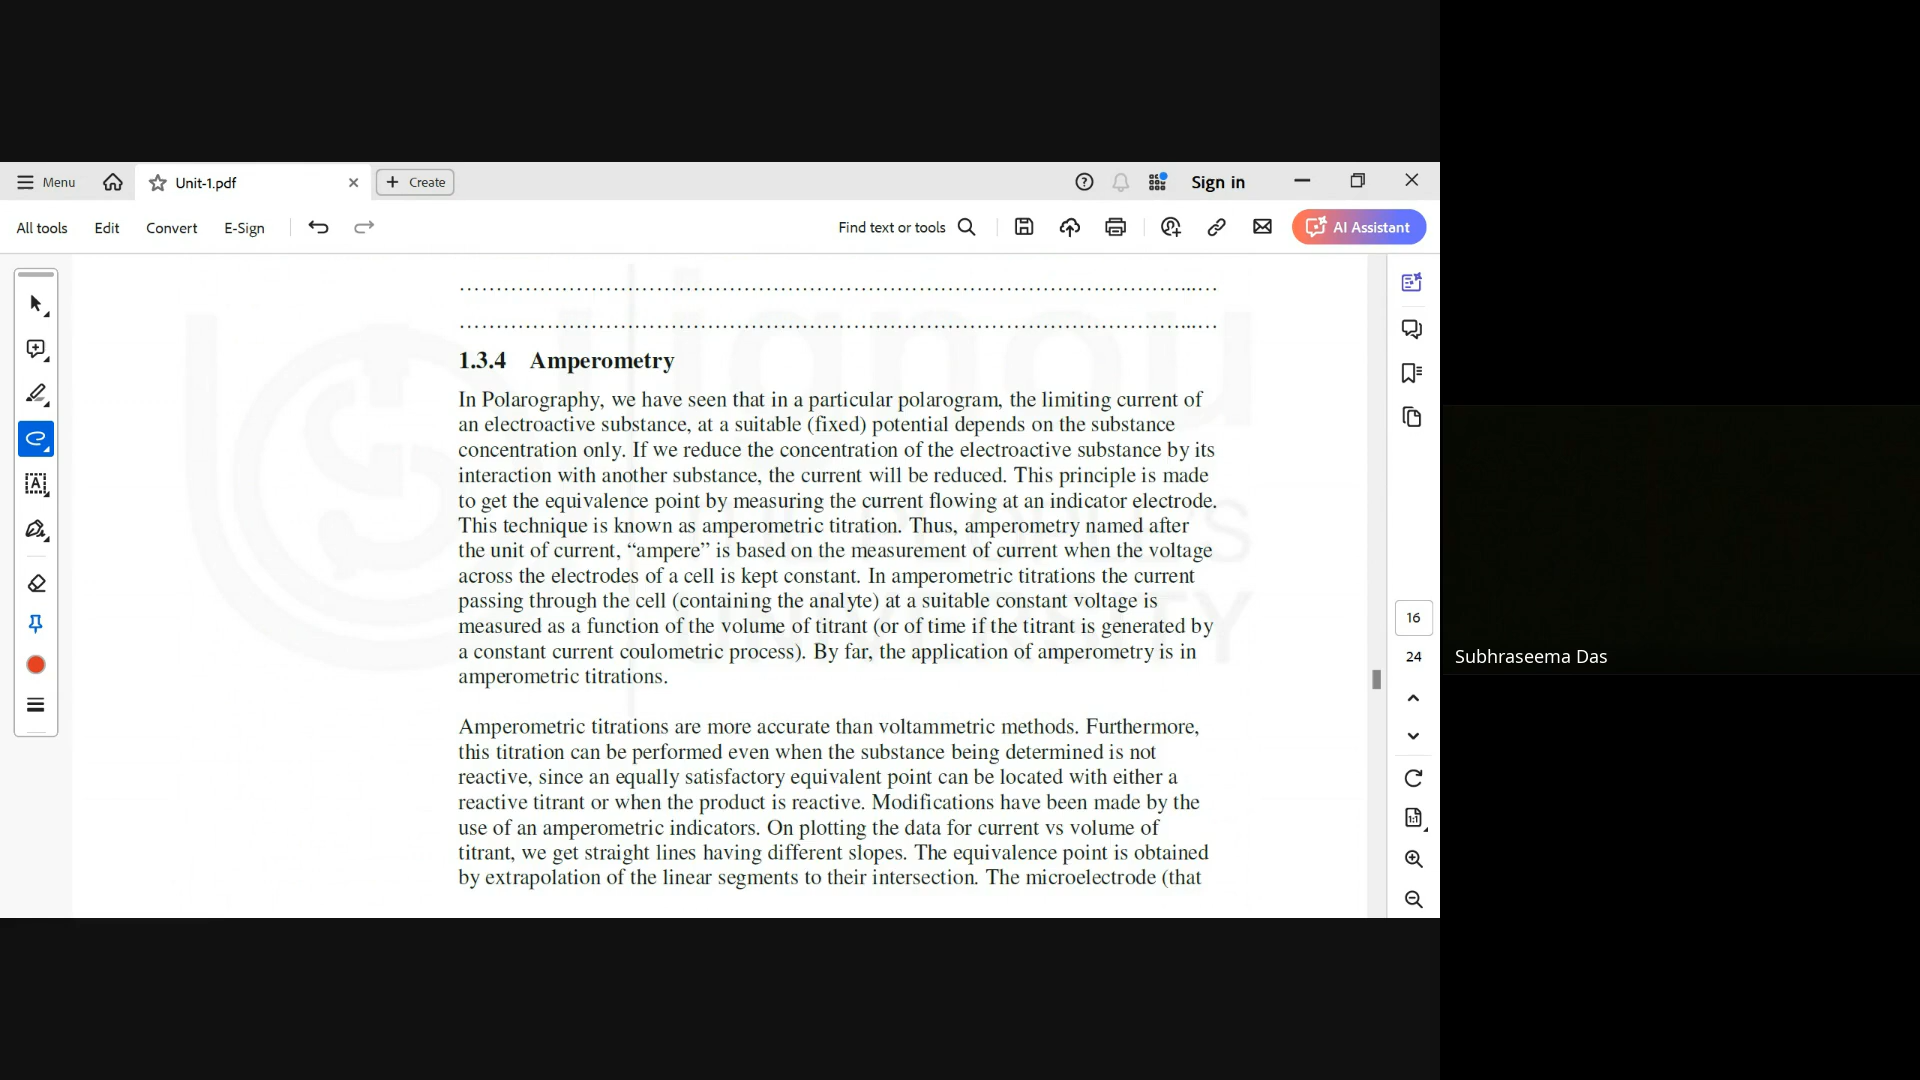 Menu
Unit-1.pdf
Create
Sign in
All tools
Edit
Convert
E-Sign
Find text or tools
AI Assistant
........................................................................................................
........................................................................................................
1.3.4 Amperometry
In Polarography, we have seen that in a particular polarogram, the limiting current of
an electroactive substance, at a suitable (fixed) potential depends on the substance
concentration only. If we reduce the concentration of the electroactive substance by its
interaction with another substance, the current will be reduced. This principle is made
to get the equivalence point by measuring the current flowing at an indicator electrode.
This technique is known as amperometric titration. Thus, amperometry named after
the unit of current, “ampere” is based on the measurement of current when the voltage
across the electrodes of a cell is kept constant. In amperometric titrations the current
passing through the cell (containing the analyte) at a suitable constant voltage is
measured as a function of the volume of titrant (or of time if the titrant is generated by
a constant current coulometric process). By far, the application of amperometry is in
amperometric titrations.
Amperometric titrations are more accurate than voltammetric methods. Furthermore,
this titration can be performed even when the substance being determined is not
reactive, since an equally satisfactory equivalent point can be located with either a
reactive titrant or when the product is reactive. Modifications have been made by the
use of an amperometric indicators. On plotting the data for current vs volume of
titrant, we get straight lines having different slopes. The equivalence point is obtained
by extrapolation of the linear segments to their intersection. The microelectrode (that
ignou
THE PEOPLE'S
UNIVERSITY
16
24
Subhraseema Das